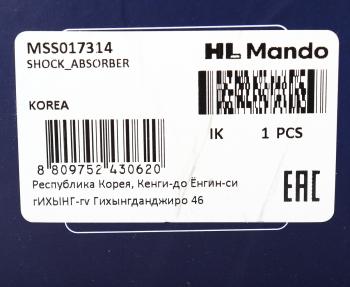 MSS017314
HL Mando
SHOCK_ABSORBER
KOREA
IK 1 PCS
8 809752 430620
Республика Корея, Кенги-до Ёнгин-си
гИХЫНГ-rv Гихынгданджиро 46
EAC